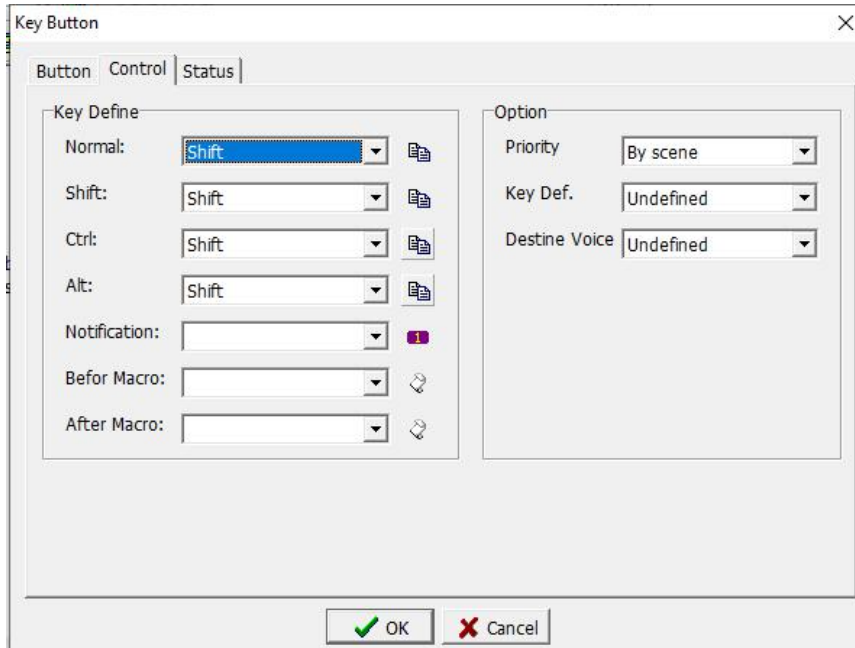 Key Button
Button Control Status
Key Define
Normal: Shift
Shift: Shift
Ctrl: Shift
Alt: Shift
Notification: 1
Befor Macro:
After Macro:
Option
Priority By scene
Key Def. Undefined
Destine Voice Undefined
OK Cancel